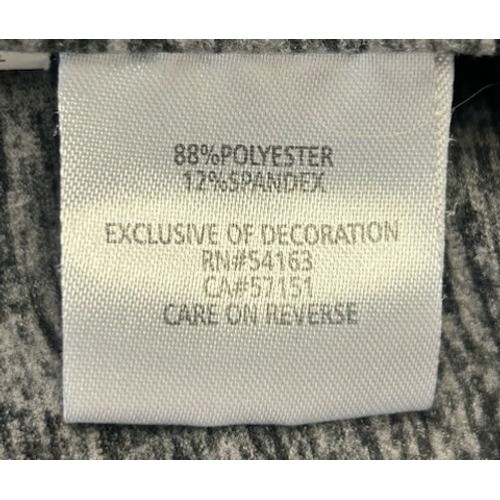 88%POLYESTER
12%SPANDEX
EXCLUSIVE OF DECORATION
RN#54163
CA#57151
CARE ON REVERSE